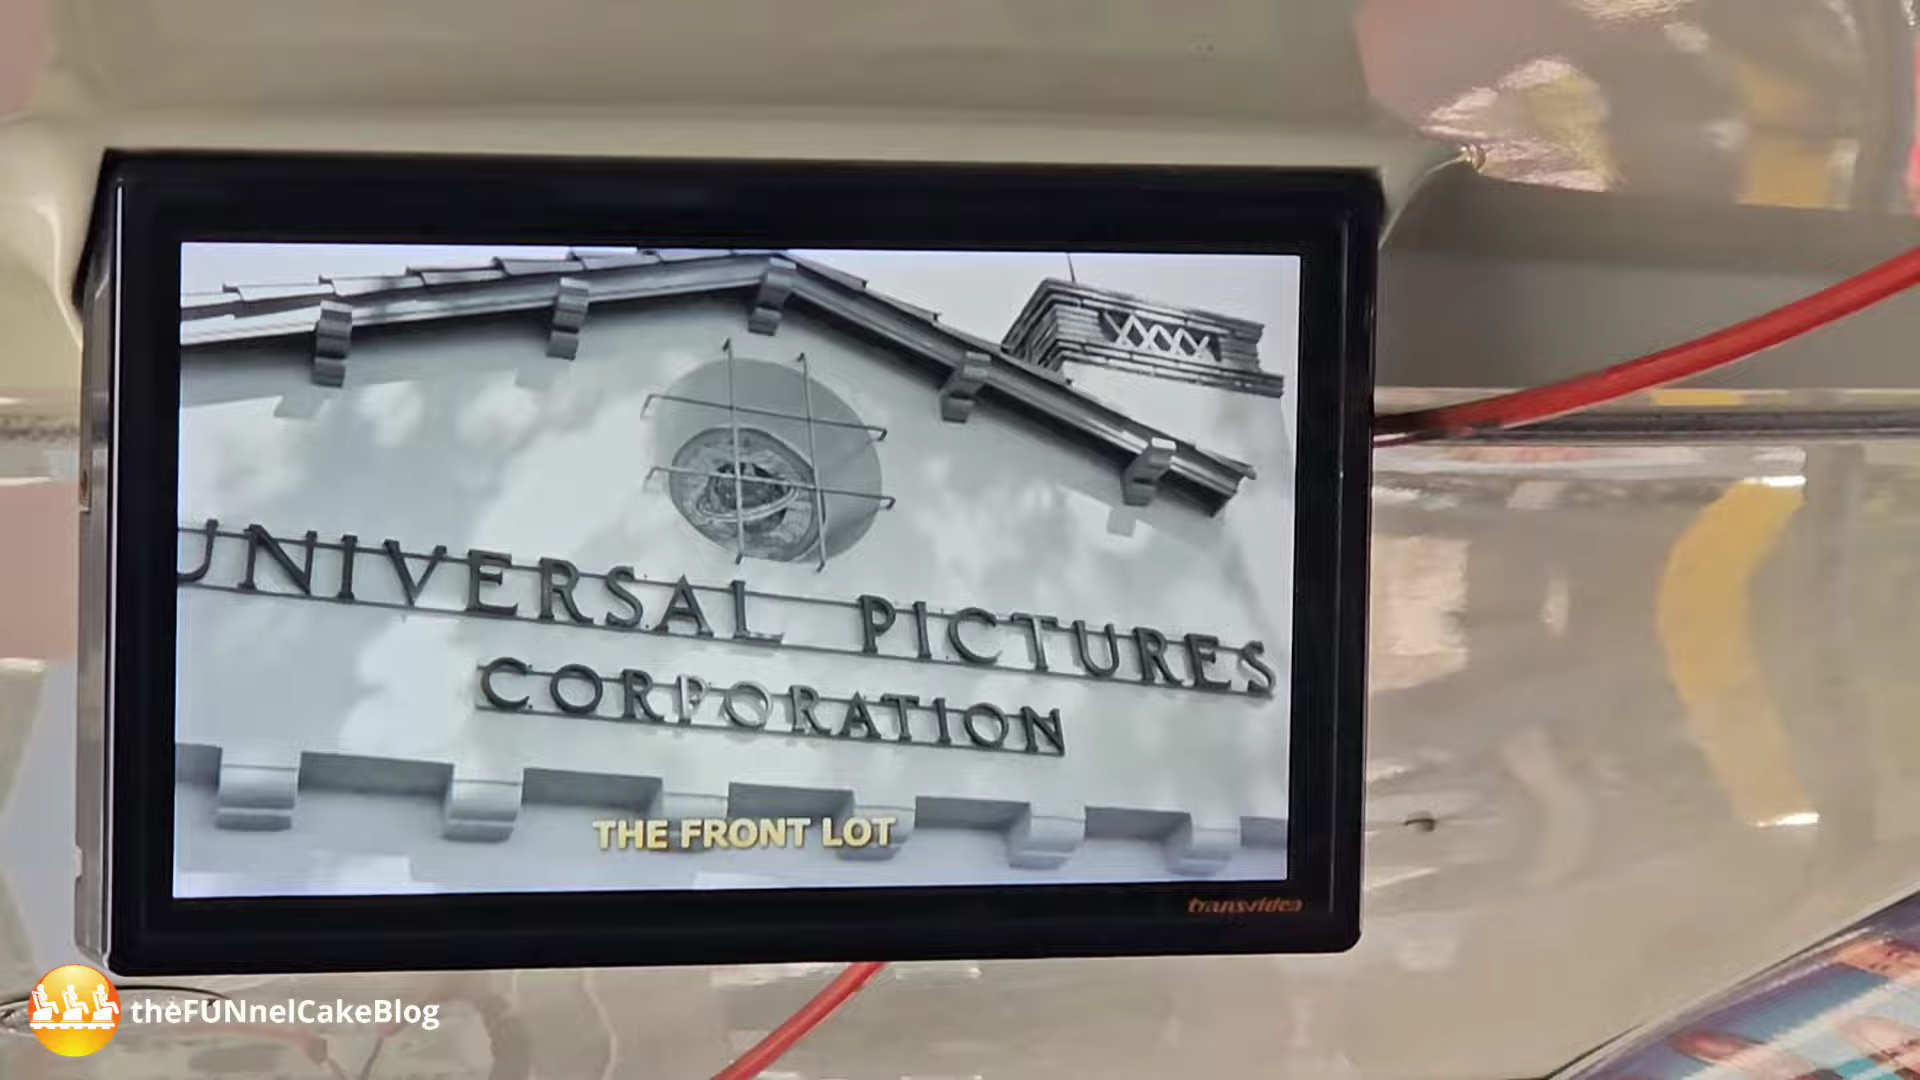 UNIVERSAL PICTURES
CORPORATION
THE FRONT LOT
transvideo
theFUNnelCakeBlog